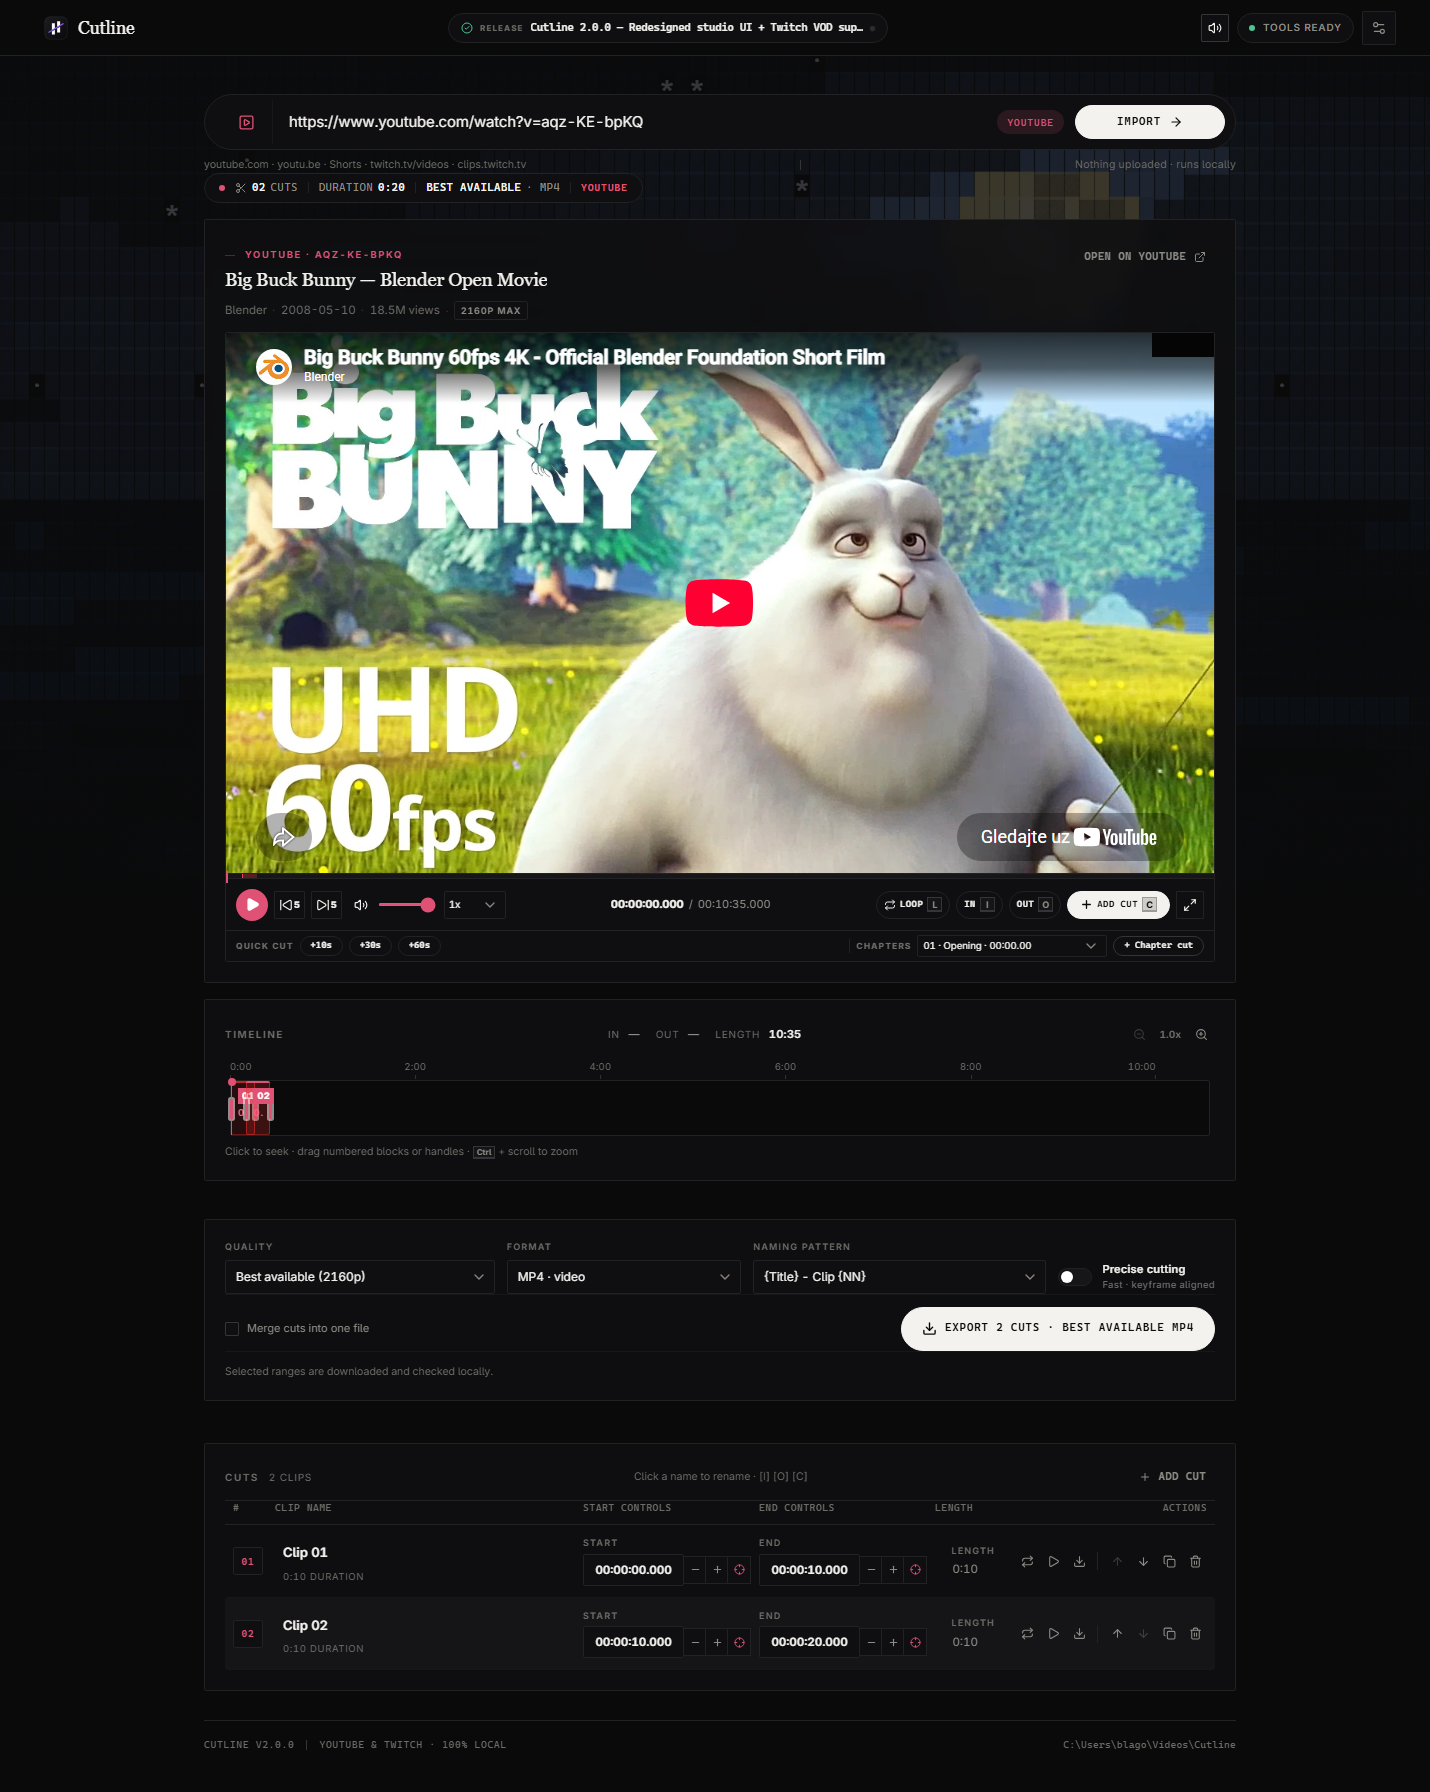 Cutline
RELEASE Cutline 2.0.0 — Redesigned studio UI + Twitch VOD sup…
TOOLS READY
https://www.youtube.com/watch?v=aqz-KE-bpKQ
YOUTUBE
IMPORT
youtube.com · youtu.be · Shorts · twitch.tv/videos · clips.twitch.tv
Nothing uploaded · runs locally
02 CUTS DURATION 0:20 BEST AVAILABLE · MP4 YOUTUBE
— YOUTUBE · AQZ-KE-BPKQ
OPEN ON YOUTUBE
Big Buck Bunny — Blender Open Movie
Blender · 2008-05-10 · 18.5M views · 2160P MAX
Big Buck Bunny 60fps 4K - Official Blender Foundation Short Film
Blender
Big Buck
BUNNY
UHD
60fps
Gledajte uz YouTube
5 5 1x
00:00:00.000 / 00:10:35.000
LOOP L IN I OUT O + ADD CUT C
QUICK CUT +10s +30s +60s
CHAPTERS 01 · Opening · 00:00.00 + Chapter cut
TIMELINE
IN — OUT — LENGTH 10:35
1.0x
0:00 2:00 4:00 6:00 8:00 10:00
01 02
Click to seek · drag numbered blocks or handles · Ctrl + scroll to zoom
QUALITY FORMAT NAMING PATTERN
Best available (2160p) MP4 · video {Title} - Clip {NN}
Precise cutting
Fast · keyframe aligned
Merge cuts into one file
EXPORT 2 CUTS · BEST AVAILABLE MP4
Selected ranges are downloaded and checked locally.
CUTS 2 CLIPS
Click a name to rename · [I] [O] [C]
+ ADD CUT
# CLIP NAME START CONTROLS END CONTROLS LENGTH ACTIONS
START END LENGTH
01 Clip 01 00:00:00.000 − + 00:00:10.000 − + 0:10
0:10 DURATION
START END LENGTH
02 Clip 02 00:00:10.000 − + 00:00:20.000 − + 0:10
0:10 DURATION
CUTLINE V2.0.0 | YOUTUBE & TWITCH · 100% LOCAL
C:\Users\blago\Videos\Cutline